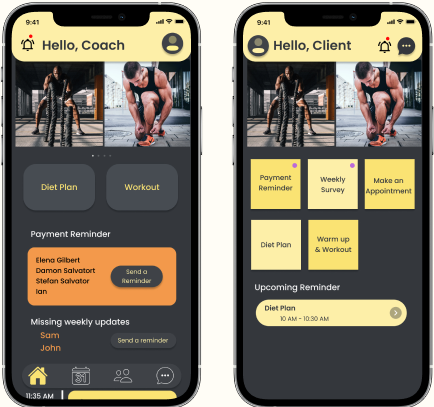 9:41
Hello, Coach
Diet Plan
Workout
Payment Reminder
Elena Gilbert
Damon Salvatort
Stefan Salvator
Ian
Send a
Reminder
Missing weekly updates
Sam
John
Send a reminder
31
11:35 AM
9:41
Hello, Client
Payment
Reminder
Weekly
Survey
Make an
Appointment
Diet Plan
Warm up
& Workout
Upcoming Reminder
Diet Plan
10 AM - 10:30 AM